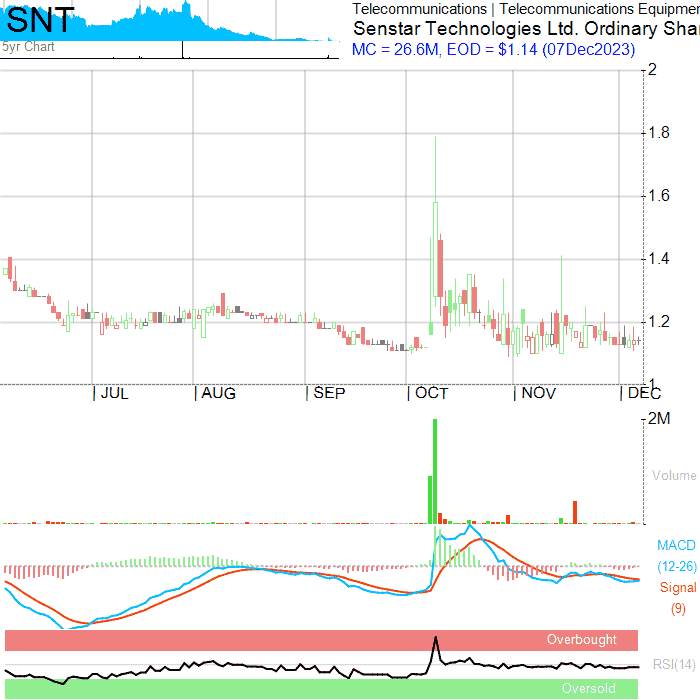 SNT
5yr Chart
Telecommunications | Telecommunications Equipmen
Senstar Technologies Ltd. Ordinary Shar
MC = 26.6M, EOD = $1.14 (07Dec2023)
2
1.8
1.6
1.4
1.2
1
| JUL | AUG | SEP | OCT | NOV | DEC
2M
Volume
MACD
(12-26)
Signal
(9)
Overbought
RSI(14)
Oversold